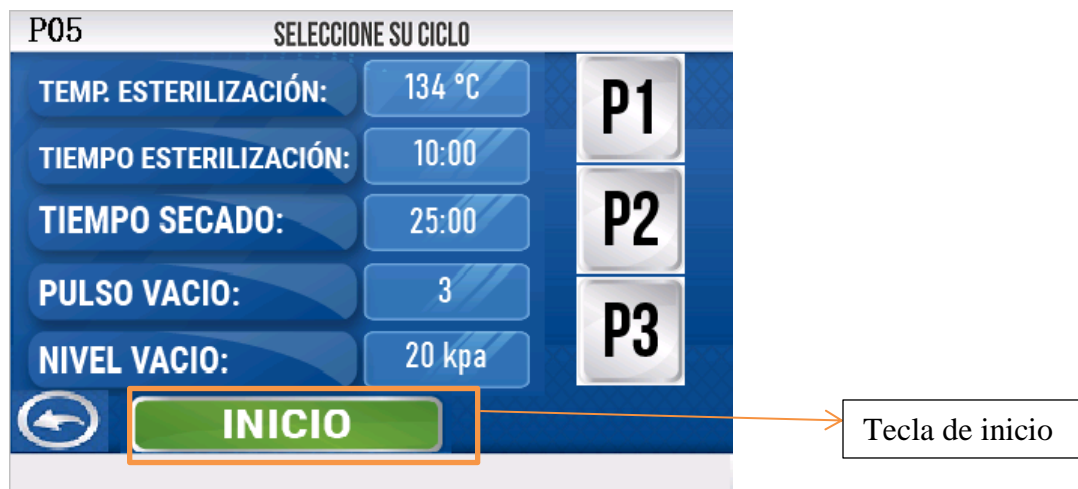 P05 SELECCIONE SU CICLO
TEMP. ESTERILIZACIÓN: 134 °C
TIEMPO ESTERILIZACIÓN: 10:00
TIEMPO SECADO: 25:00
PULSO VACIO: 3
NIVEL VACIO: 20 kpa
P1
P2
P3
INICIO
Tecla de inicio